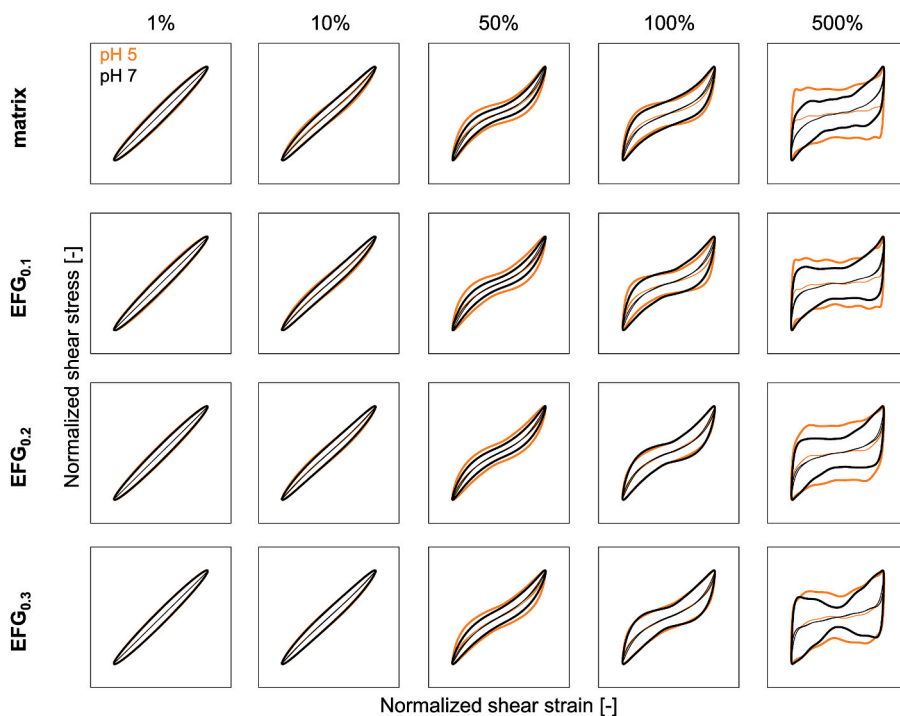 1% 10% 50% 100% 500%
pH 5
pH 7
matrix
EFG0.1
EFG0.2
EFG0.3
Normalized shear stress [-]
Normalized shear strain [-]